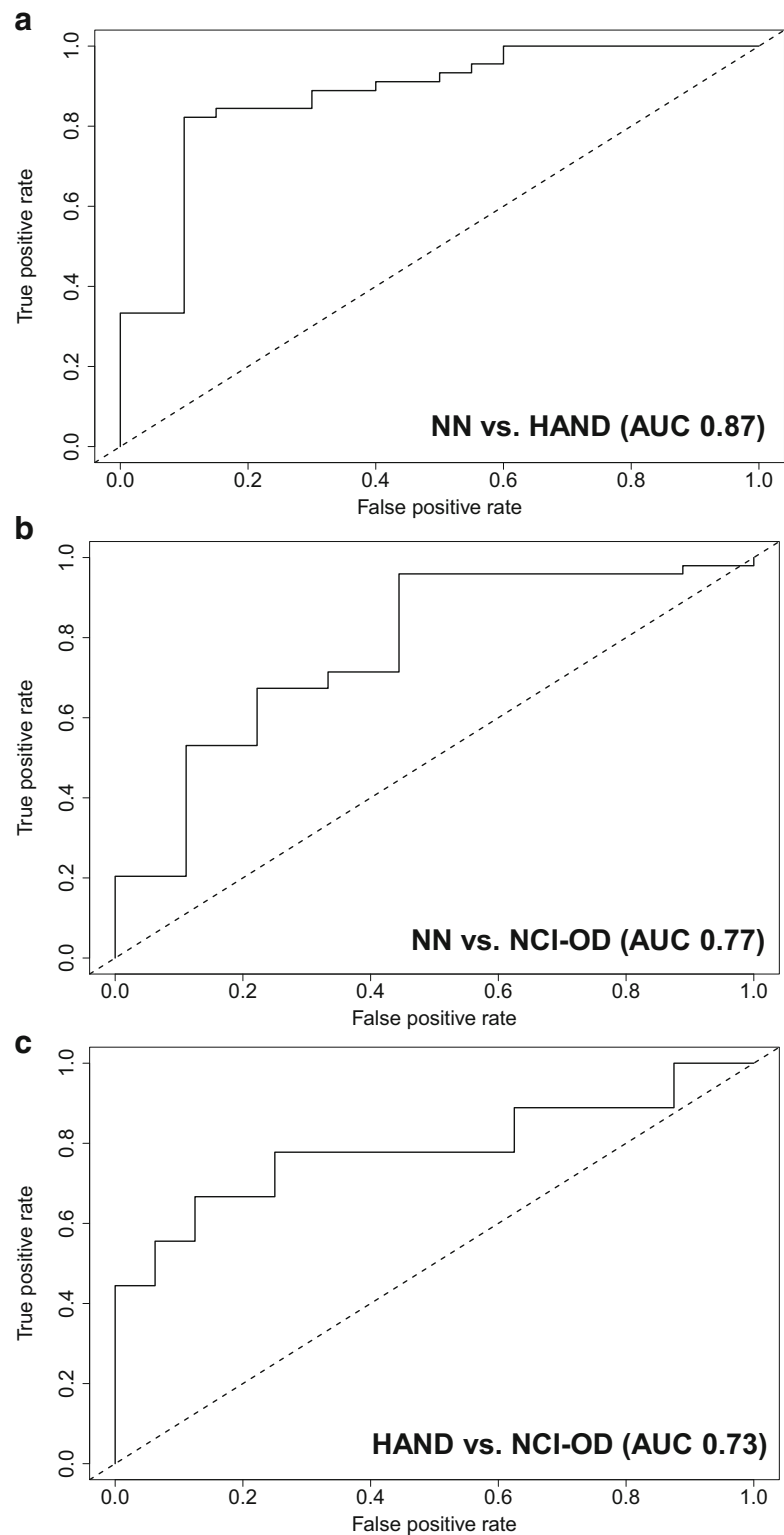 a
True positive rate
1.0
0.8
0.6
0.4
0.2
0.0
NN vs. HAND (AUC 0.87)
0.0 0.2 0.4 0.6 0.8 1.0
False positive rate
b
True positive rate
1.0
0.8
0.6
0.4
0.2
0.0
NN vs. NCI-OD (AUC 0.77)
0.0 0.2 0.4 0.6 0.8 1.0
False positive rate
c
True positive rate
1.0
0.8
0.6
0.4
0.2
0.0
HAND vs. NCI-OD (AUC 0.73)
0.0 0.2 0.4 0.6 0.8 1.0
False positive rate